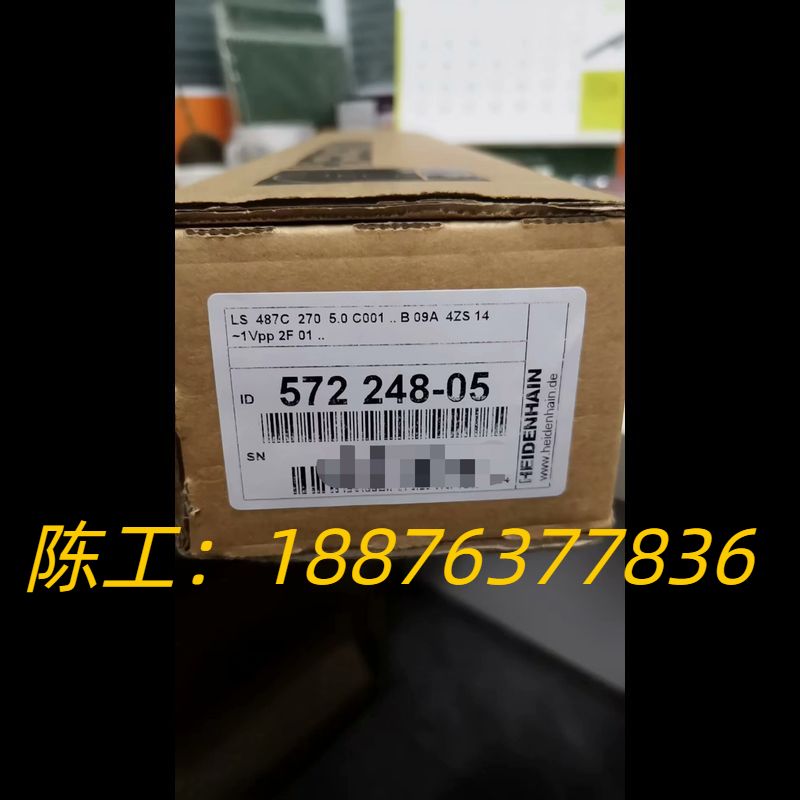 LS 487C 270 5.0 C001 .. B 09A 4ZS 14
~1Vpp 2F 01 ..
ID 572 248-05
SN
HEIDENHAIN
www.heidenhain.de
陈工：18876377836